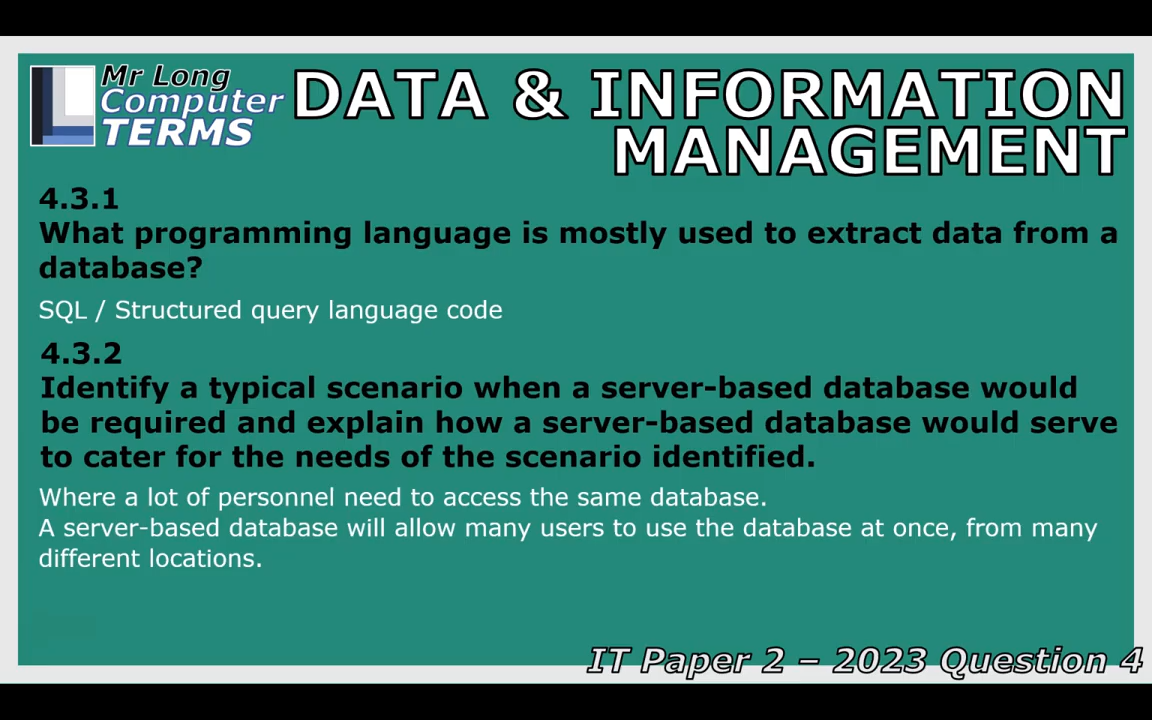 Mr Long
Computer
TERMS
DATA & INFORMATION
MANAGEMENT
4.3.1
What programming language is mostly used to extract data from a
database?
SQL / Structured query language code
4.3.2
Identify a typical scenario when a server-based database would
be required and explain how a server-based database would serve
to cater for the needs of the scenario identified.
Where a lot of personnel need to access the same database.
A server-based database will allow many users to use the database at once, from many
different locations.
IT Paper 2 – 2023 Question 4